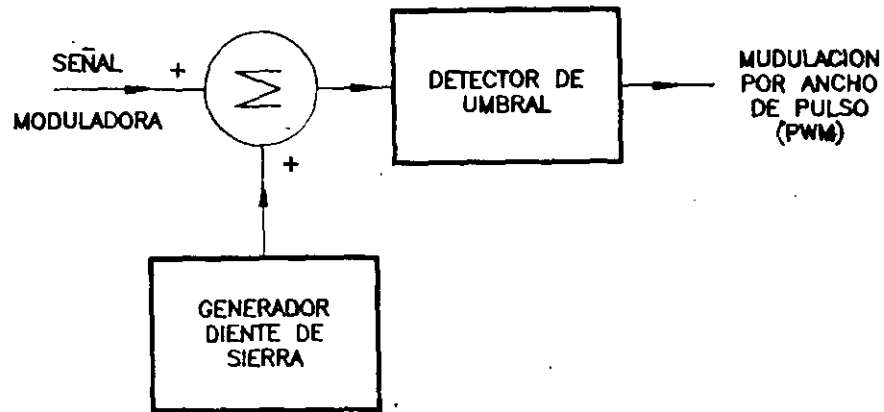 SEÑAL
+
MODULADORA
Σ
+
DETECTOR DE
UMBRAL
MUDULACION
POR ANCHO
DE PULSO
(PWM)
GENERADOR
DIENTE DE
SIERRA